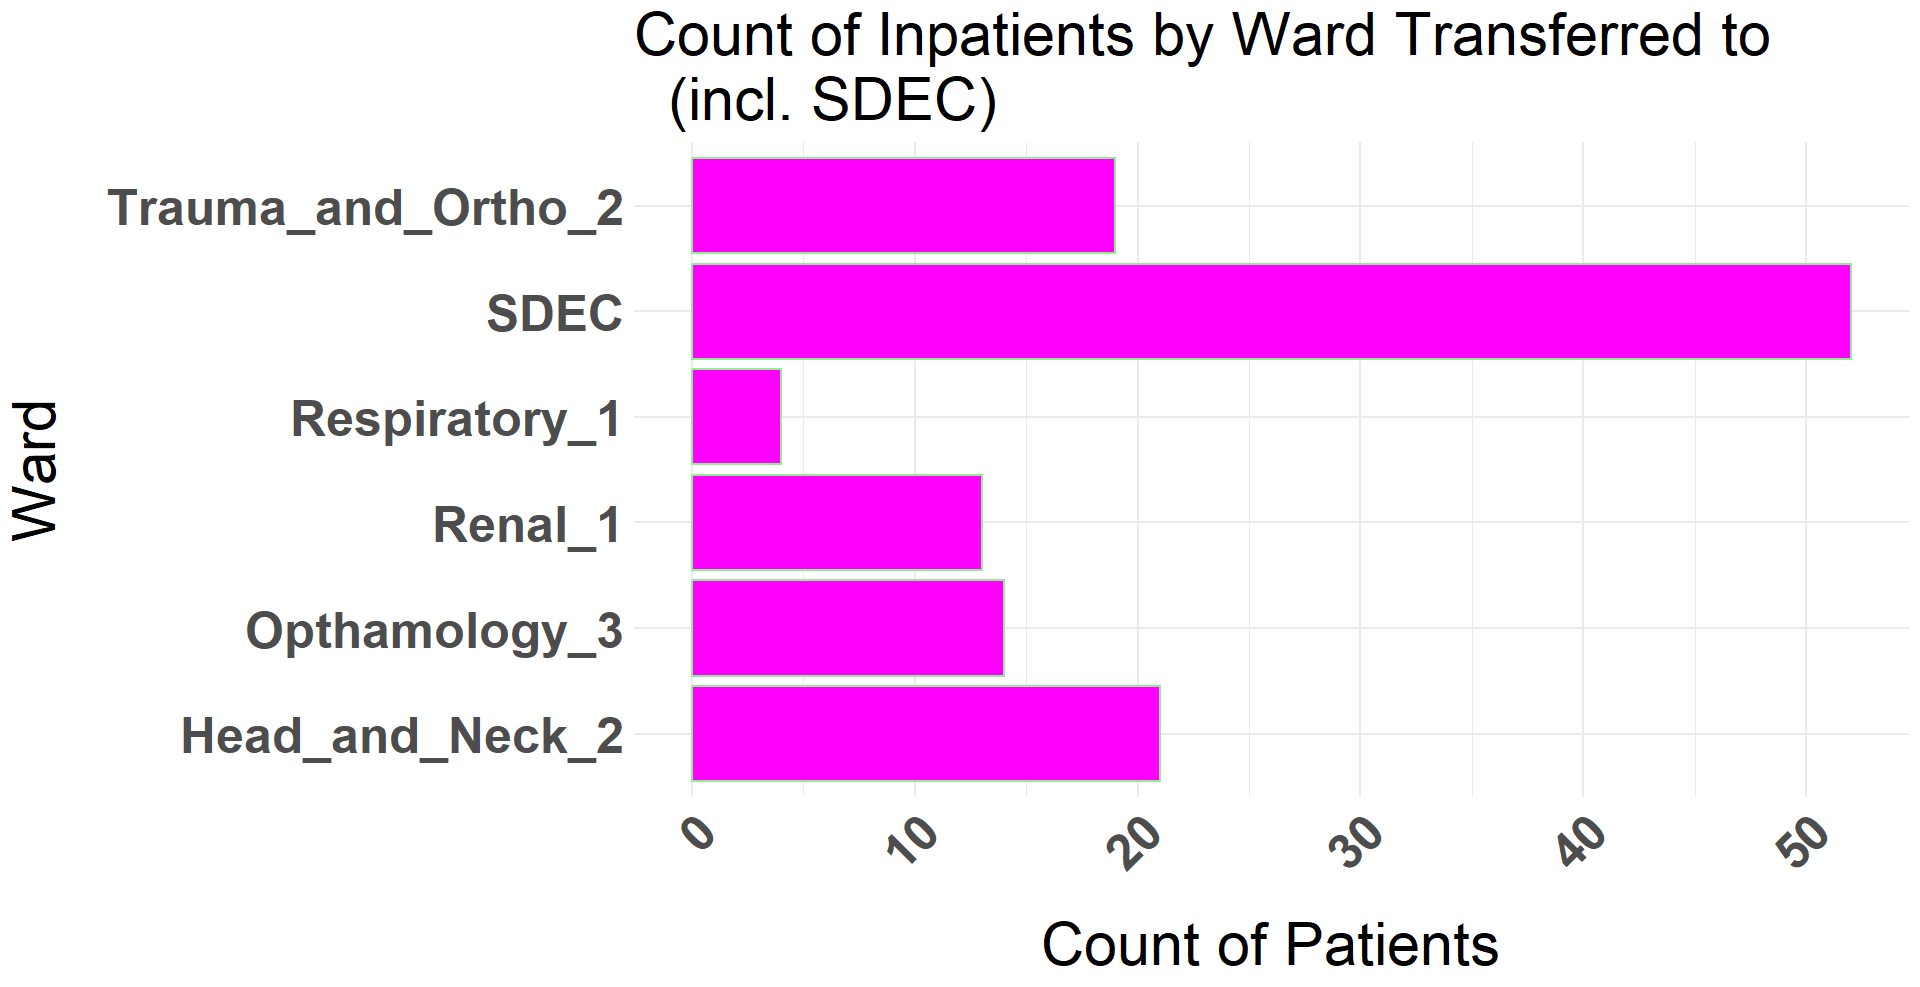 Count of Inpatients by Ward Transferred to
(incl. SDEC)
Ward
Trauma_and_Ortho_2
SDEC
Respiratory_1
Renal_1
Opthamology_3
Head_and_Neck_2
0 10 20 30 40 50
Count of Patients